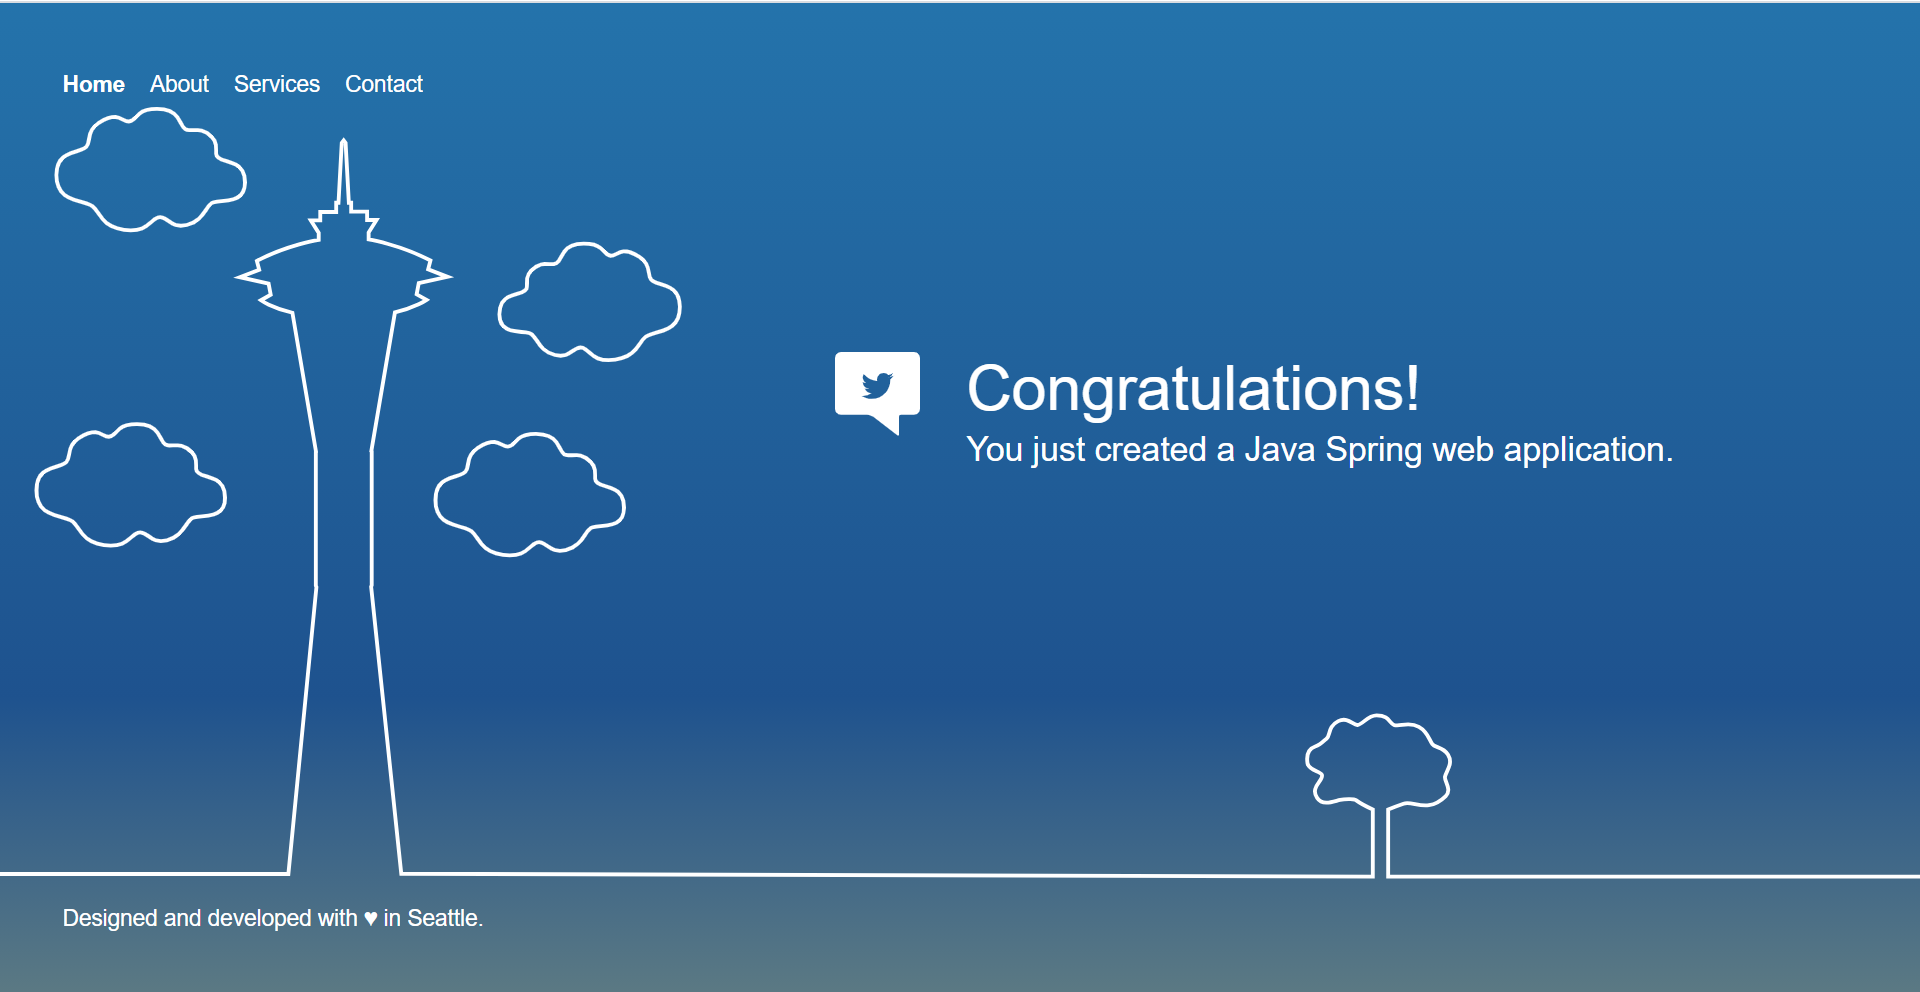 Home About Services Contact
Congratulations!
You just created a Java Spring web application.
Designed and developed with ♥ in Seattle.